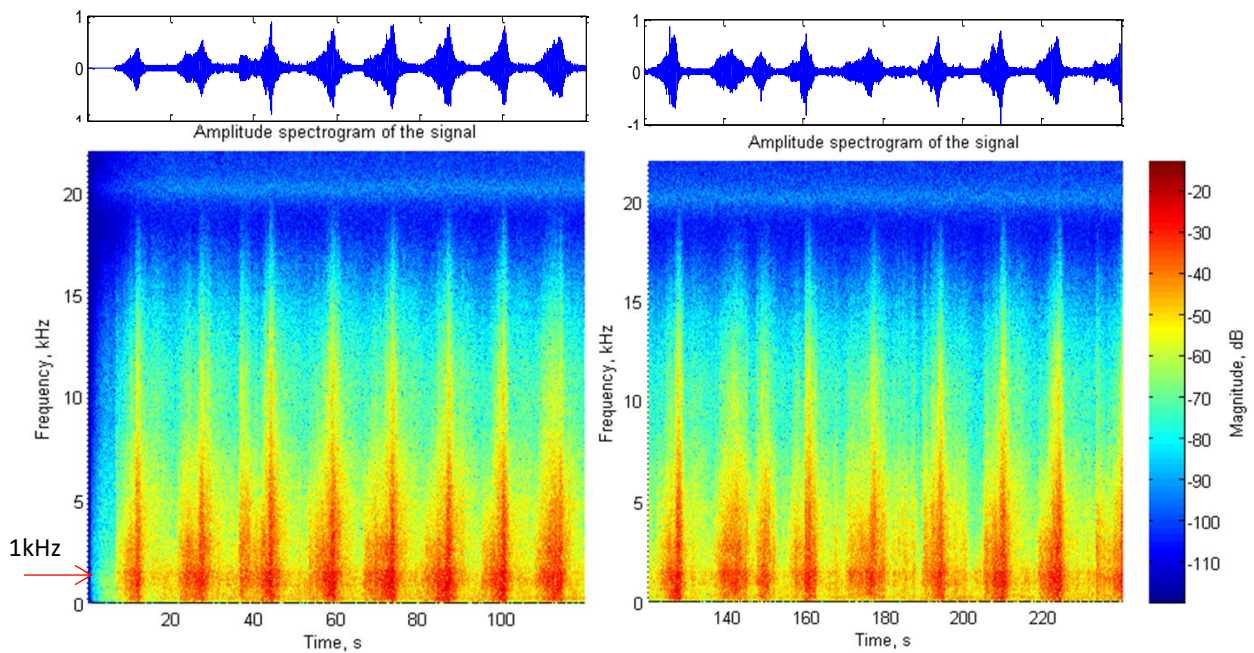 1
0
1
Amplitude spectrogram of the signal
20
15
10
5
0
Frequency, kHz
1kHz
20 40 60 80 100
Time, s
1
0
-1
Amplitude spectrogram of the signal
20
15
10
5
0
Frequency, kHz
140 160 180 200 220
Time, s
-20
-30
-40
-50
-60
-70
-80
-90
-100
-110
Magnitude, dB